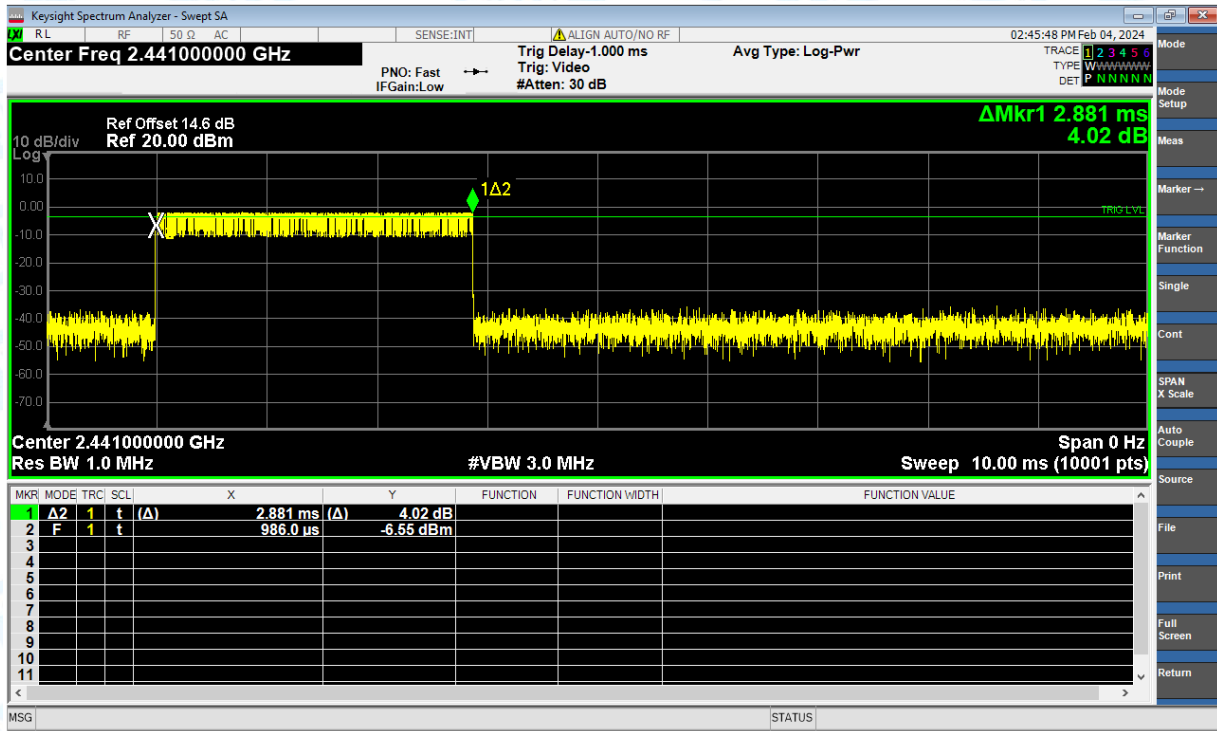 Keysight Spectrum Analyzer - Swept SA
LXI RL RF 50 Ω AC SENSE:INT ALIGN AUTO/NO RF 02:45:48 PM Feb 04, 2024
Center Freq 2.441000000 GHz
PNO: Fast
IFGain:Low
Trig Delay-1.000 ms
Trig: Video
#Atten: 30 dB
Avg Type: Log-Pwr
TRACE 1 2 3 4 5 6
TYPE WWWWWW
DET P N N N N N
ΔMkr1 2.881 ms
4.02 dB
Ref Offset 14.6 dB
10 dB/div Ref 20.00 dBm
Log
10.0
0.00
-10.0
-20.0
-30.0
-40.0
-50.0
-60.0
-70.0
1Δ2
TRIG LVL
Center 2.441000000 GHz Span 0 Hz
Res BW 1.0 MHz #VBW 3.0 MHz Sweep 10.00 ms (10001 pts)
MKR MODE TRC SCL X Y FUNCTION FUNCTION WIDTH FUNCTION VALUE
1 Δ2 1 t (Δ) 2.881 ms (Δ) 4.02 dB
2 F 1 t 986.0 µs -6.55 dBm
3
4
5
6
7
8
9
10
11
MSG STATUS
Mode
Mode
Setup
Meas
Marker →
Marker
Function
Single
Cont
SPAN
X Scale
Auto
Couple
Source
File
Print
Full
Screen
Return